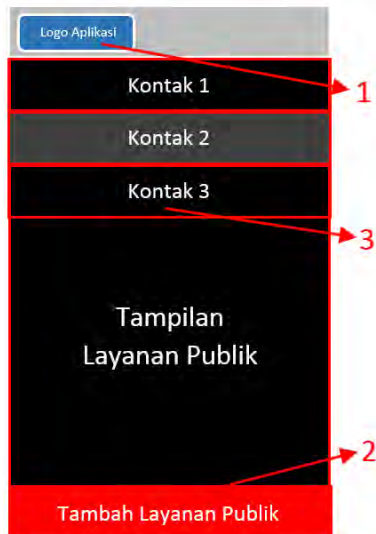 Logo Aplikasi
Kontak 1
1
Kontak 2
Kontak 3
3
Tampilan
Layanan Publik
2
Tambah Layanan Publik